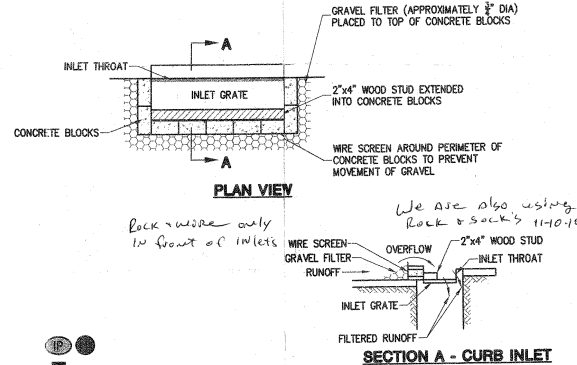 GRAVEL FILTER (APPROXIMATELY 3/4" DIA)
PLACED TO TOP OF CONCRETE BLOCKS
A
INLET THROAT
INLET GRATE
2"x4" WOOD STUD EXTENDED
INTO CONCRETE BLOCKS
CONCRETE BLOCKS
WIRE SCREEN AROUND PERIMETER OF
CONCRETE BLOCKS TO PREVENT
MOVEMENT OF GRAVEL
A
PLAN VIEW
Rock + wire only
in front of inlets
We Are Also using
Rock & Sock's 11-10-1
WIRE SCREEN
GRAVEL FILTER
RUNOFF
OVERFLOW
2"x4" WOOD STUD
INLET THROAT
INLET GRATE
FILTERED RUNOFF
SECTION A - CURB INLET
IP